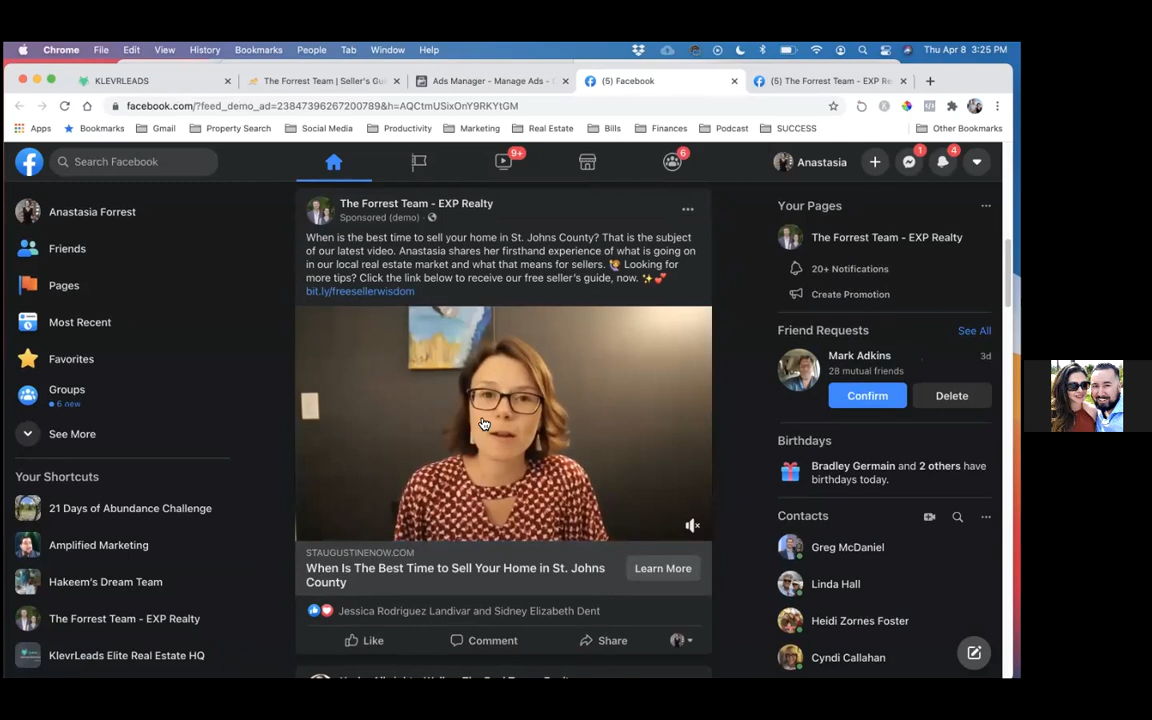 Chrome File Edit View History Bookmarks People Tab Window Help
Thu Apr 8 3:25 PM
KLEVRLEADS
The Forrest Team | Seller's Gui
Ads Manager - Manage Ads -
(5) Facebook
(5) The Forrest Team - EXP Re
facebook.com/?feed_demo_ad=23847396267200789&h=AQCtmUSixOnY9RKYtGM
Apps Bookmarks Gmail Property Search Social Media Productivity Marketing Real Estate Bills Finances Podcast SUCCESS Other Bookmarks
Search Facebook
9+
6
Anastasia
1
4
Anastasia Forrest
Friends
Pages
Most Recent
Favorites
Groups
6 new
See More
Your Shortcuts
21 Days of Abundance Challenge
Amplified Marketing
Hakeem's Dream Team
The Forrest Team - EXP Realty
KlevrLeads Elite Real Estate HQ
The Forrest Team - EXP Realty
Sponsored (demo)
When is the best time to sell your home in St. Johns County? That is the subject
of our latest video. Anastasia shares her firsthand experience of what is going on
in our local real estate market and what that means for sellers. 🙋 Looking for
more tips? Click the link below to receive our free seller's guide, now. ✨💕
bit.ly/freesellerwisdom
STAUGUSTINENOW.COM
When Is The Best Time to Sell Your Home in St. Johns
County
Learn More
Jessica Rodriguez Landivar and Sidney Elizabeth Dent
Like Comment Share
Your Pages
The Forrest Team - EXP Realty
20+ Notifications
Create Promotion
Friend Requests
See All
Mark Adkins
3d
28 mutual friends
Confirm
Delete
Birthdays
Bradley Germain and 2 others have
birthdays today.
Contacts
Greg McDaniel
Linda Hall
Heidi Zornes Foster
Cyndi Callahan